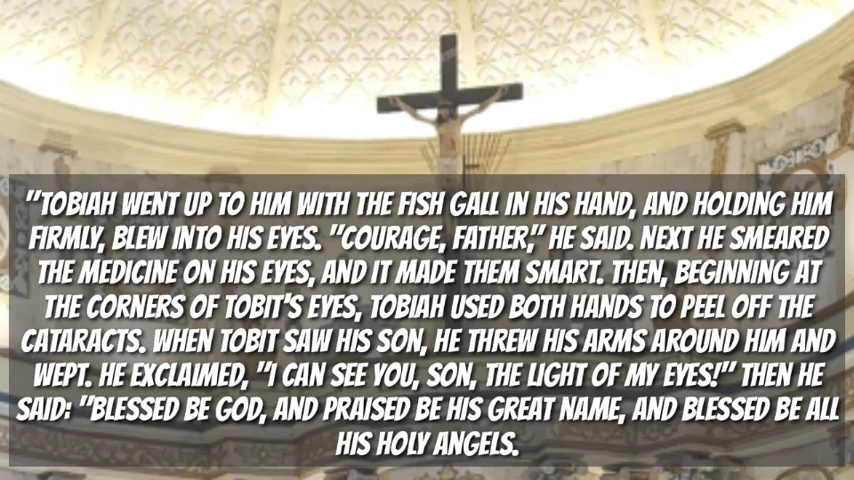 "TOBIAH WENT UP TO HIM WITH THE FISH GALL IN HIS HAND, AND HOLDING HIM
FIRMLY, BLEW INTO HIS EYES. "COURAGE, FATHER," HE SAID. NEXT HE SMEARED
THE MEDICINE ON HIS EYES, AND IT MADE THEM SMART. THEN, BEGINNING AT
THE CORNERS OF TOBIT'S EYES, TOBIAH USED BOTH HANDS TO PEEL OFF THE
CATARACTS. WHEN TOBIT SAW HIS SON, HE THREW HIS ARMS AROUND HIM AND
WEPT. HE EXCLAIMED, "I CAN SEE YOU, SON, THE LIGHT OF MY EYES!" THEN HE
SAID: "BLESSED BE GOD, AND PRAISED BE HIS GREAT NAME, AND BLESSED BE ALL
HIS HOLY ANGELS.